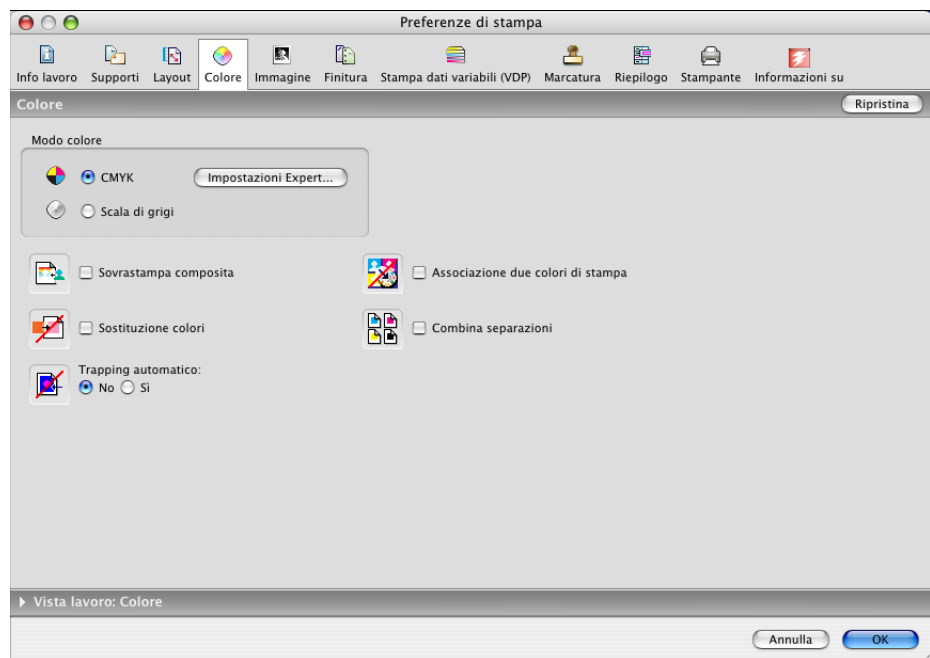 Preferenze di stampa
Info lavoro Supporti Layout Colore Immagine Finitura Stampa dati variabili (VDP) Marcatura Riepilogo Stampante Informazioni su
Colore Ripristina
Modo colore
CMYK Impostazioni Expert...
Scala di grigi
Sovrastampa composita Associazione due colori di stampa
Sostituzione colori Combina separazioni
Trapping automatico:
No Sì
Vista lavoro: Colore
Annulla OK